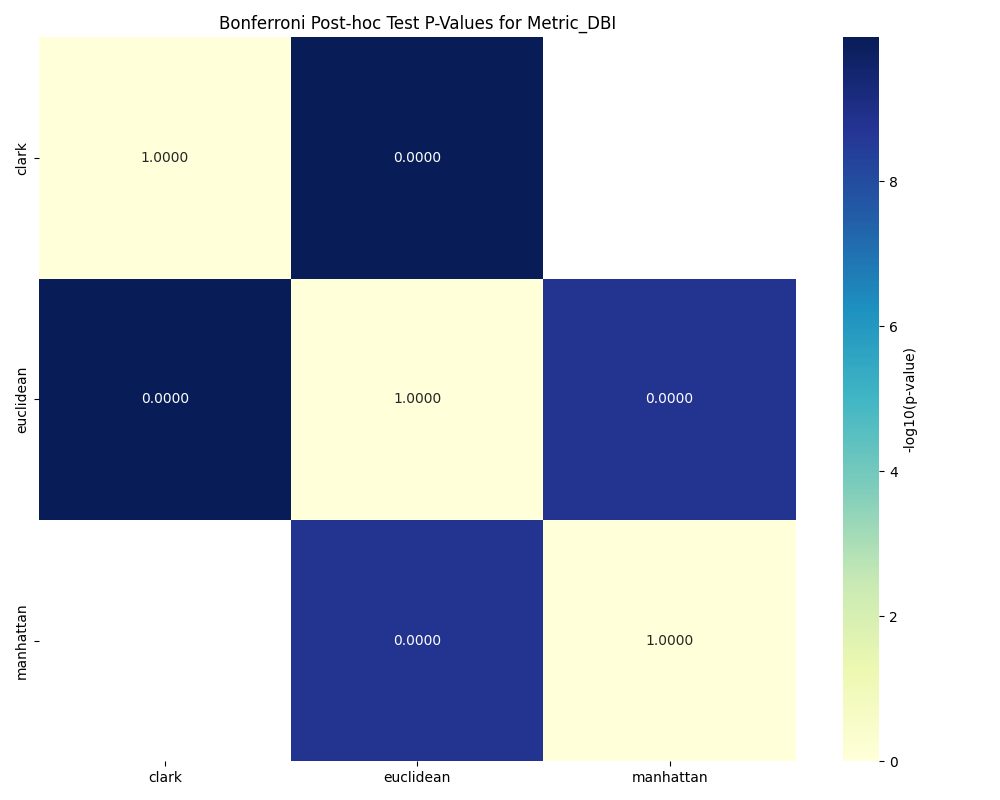 Bonferroni Post-hoc Test P-Values for Metric_DBI
clark
1.0000
0.0000
euclidean
0.0000
1.0000
0.0000
manhattan
0.0000
1.0000
clark
euclidean
manhattan
8
6
4
2
0
-log10(p-value)